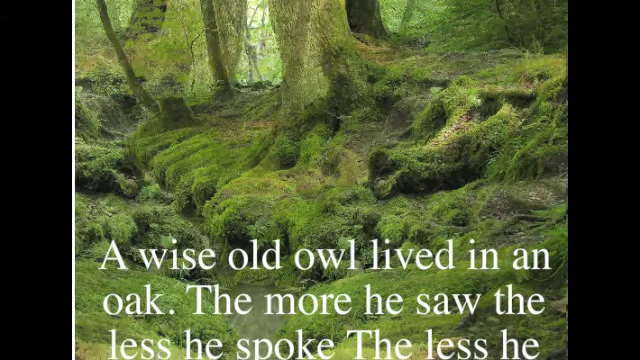 A wise old owl lived in an
oak. The more he saw the
less he spoke The less he